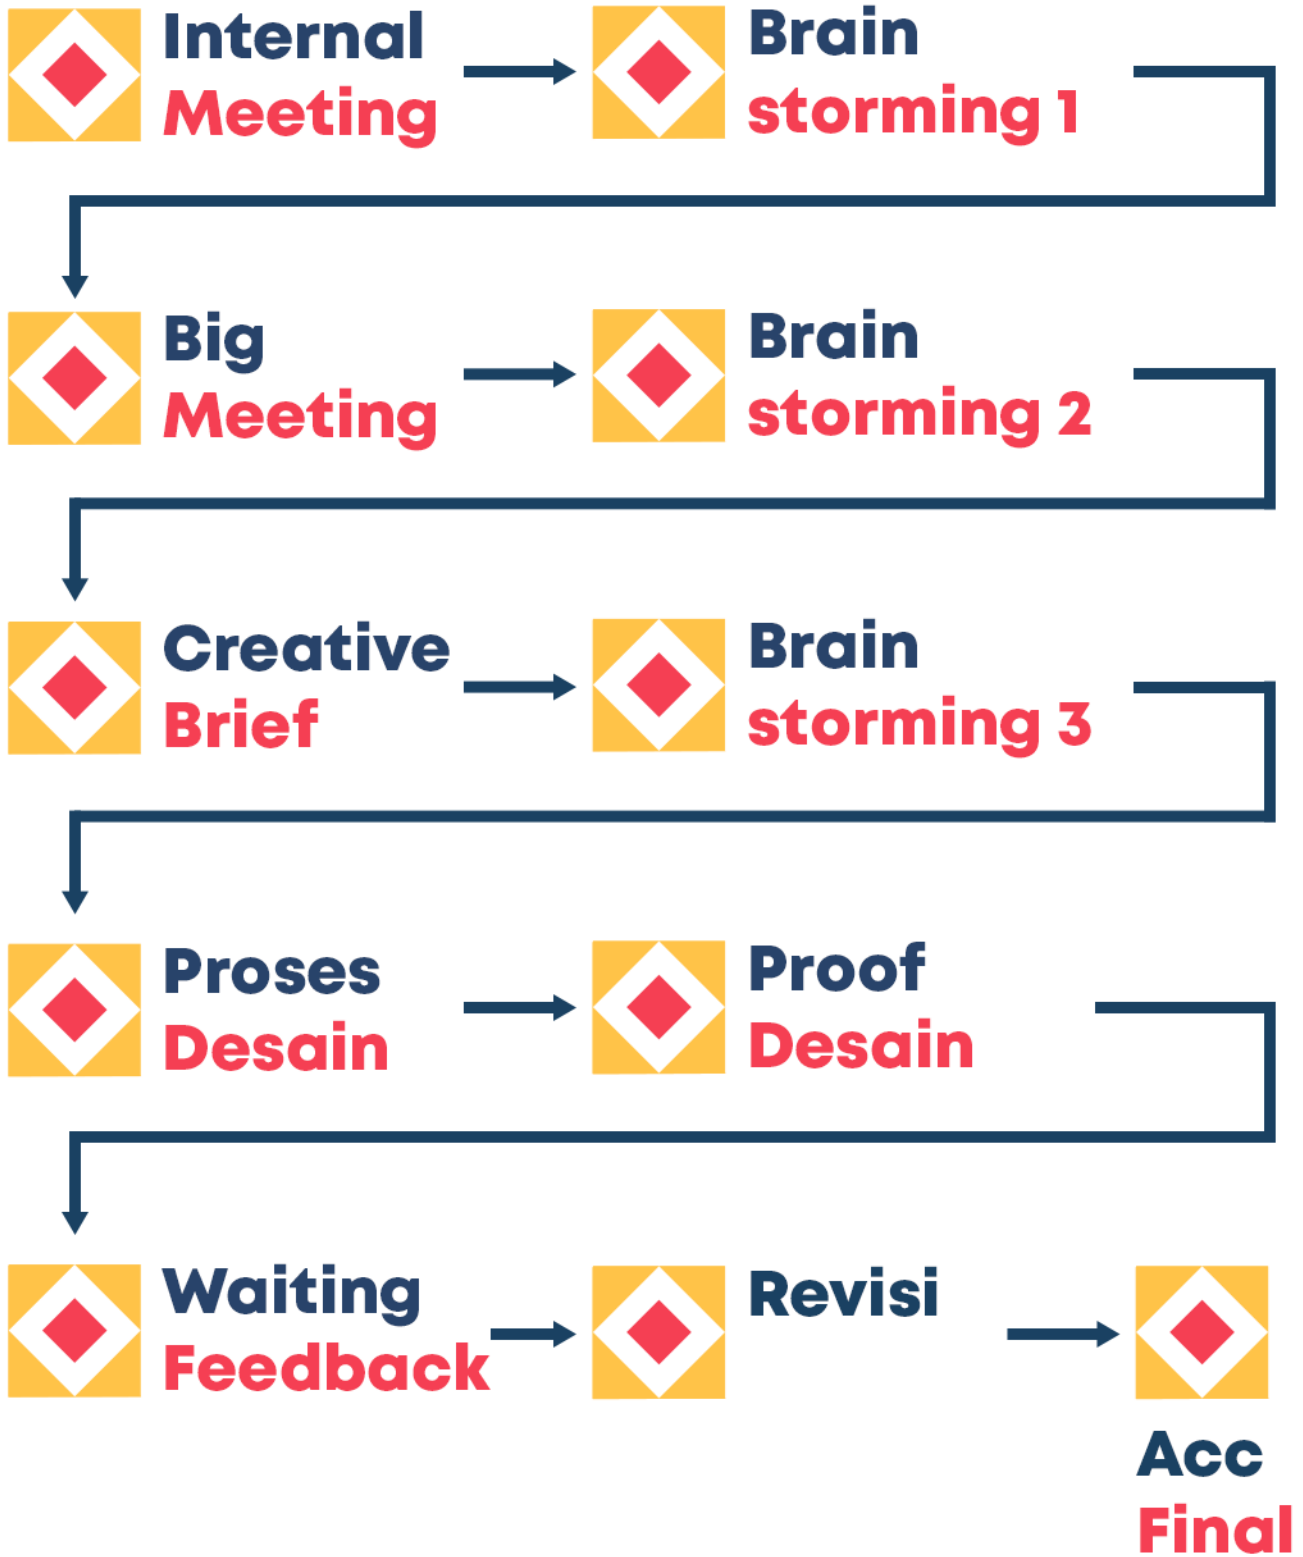 Internal
Meeting
Brain
storming 1
Big
Meeting
Brain
storming 2
Creative
Brief
Brain
storming 3
Proses
Desain
Proof
Desain
Waiting
Feedback
Revisi
Acc
Final